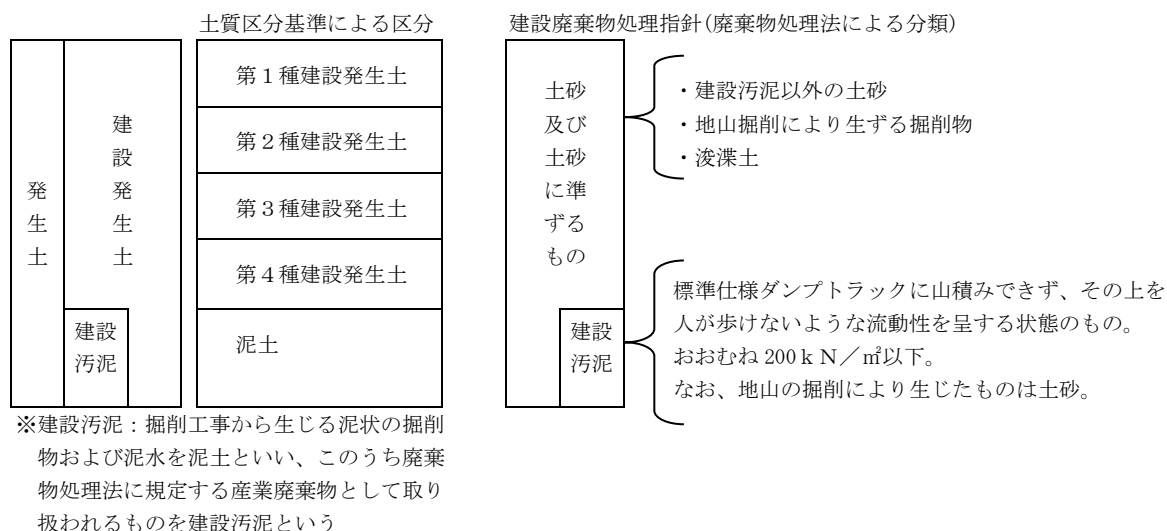 土質区分基準による区分
発生土
建設発生土
建設
汚泥
第1種建設発生土
第2種建設発生土
第3種建設発生土
第4種建設発生土
泥土
※建設汚泥：掘削工事から生じる泥状の掘削
物および泥水を泥土といい、このうち廃棄
物処理法に規定する産業廃棄物として取り
扱われるものを建設汚泥という
建設廃棄物処理指針(廃棄物処理法による分類)
土砂
及び
土砂
に準
ずる
もの
建設
汚泥
・建設汚泥以外の土砂
・地山掘削により生ずる掘削物
・浚渫土
標準仕様ダンプトラックに山積みできず、その上を
人が歩けないような流動性を呈する状態のもの。
おおむね 200ｋＮ／㎡以下。
なお、地山の掘削により生じたものは土砂。